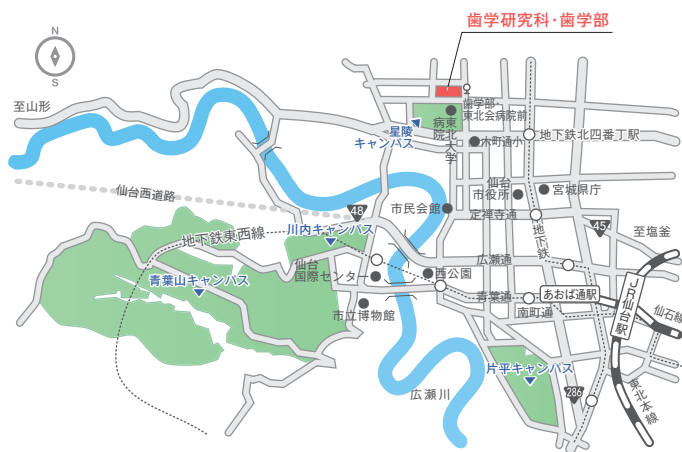 歯学研究科・歯学部
N
S
至山形
歯学部・
東北会病院前
東北大学
病院
星陵
キャンパス
木町通小
地下鉄北四番丁駅
仙台西道路
仙台
市役所
宮城県庁
48
市民会館
定禅寺通
地下鉄東西線
川内キャンパス
地下鉄
45
至塩釜
仙台
国際センター
西公園
広瀬通
青葉山キャンパス
青葉通
あおば通駅
JR仙台駅
市立博物館
南町通
仙石線
片平キャンパス
広瀬川
286
東北本線